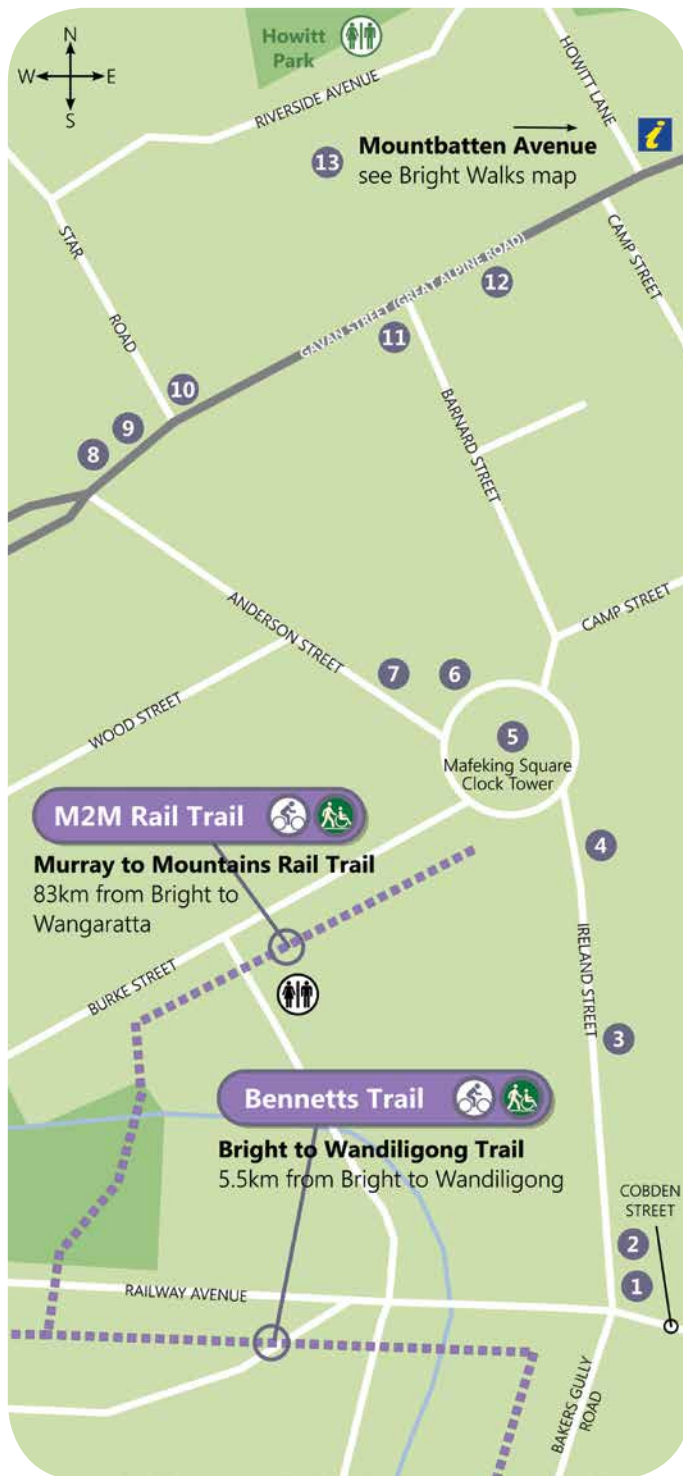 N
W E
S
Howitt
Park
HOWITT LANE
RIVERSIDE AVENUE
i
13
Mountbatten Avenue
see Bright Walks map
STAR
ROAD
CAMP STREET
GAVAN STREET (GREAT ALPINE ROAD)
12
11
10
9
8
BARNARD STREET
ANDERSON STREET
CAMP STREET
7
6
WOOD STREET
5
Mafeking Square
Clock Tower
M2M Rail Trail
4
Murray to Mountains Rail Trail
83km from Bright to
Wangaratta
IRELAND STREET
BURKE STREET
3
Bennetts Trail
Bright to Wandiligong Trail
5.5km from Bright to Wandiligong
COBDEN
STREET
2
1
RAILWAY AVENUE
BAKERS GULLY
ROAD